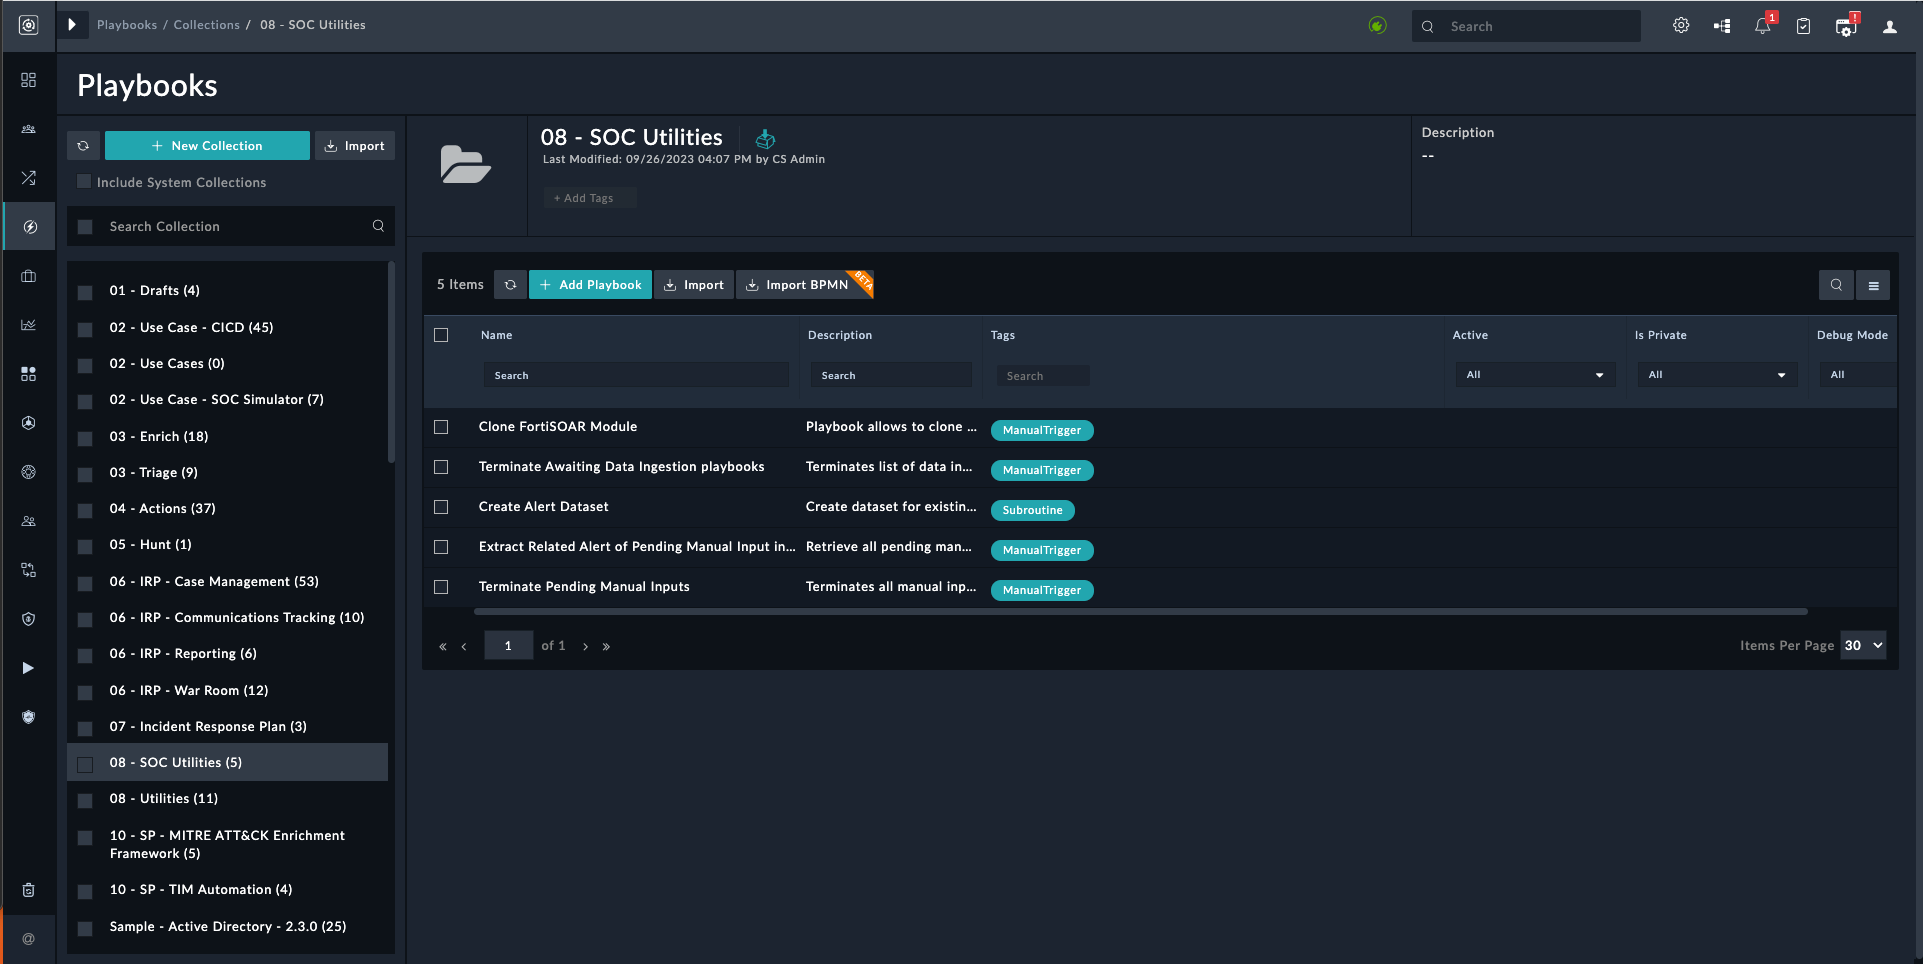 Playbooks / Collections / 08 - SOC Utilities
Search
1
!
Playbooks
+ New Collection
Import
Include System Collections
Search Collection
01 - Drafts (4)
02 - Use Case - CICD (45)
02 - Use Cases (0)
02 - Use Case - SOC Simulator (7)
03 - Enrich (18)
03 - Triage (9)
04 - Actions (37)
05 - Hunt (1)
06 - IRP - Case Management (53)
06 - IRP - Communications Tracking (10)
06 - IRP - Reporting (6)
06 - IRP - War Room (12)
07 - Incident Response Plan (3)
08 - SOC Utilities (5)
08 - Utilities (11)
10 - SP - MITRE ATT&CK Enrichment
Framework (5)
10 - SP - TIM Automation (4)
Sample - Active Directory - 2.3.0 (25)
@
08 - SOC Utilities
Last Modified: 09/26/2023 04:07 PM by CS Admin
+ Add Tags
Description
--
5 Items
+ Add Playbook
Import
Import BPMN
BETA
Name Description Tags Active Is Private Debug Mode
Search Search Search All All All
Clone FortiSOAR Module Playbook allows to clone ... ManualTrigger
Terminate Awaiting Data Ingestion playbooks Terminates list of data in... ManualTrigger
Create Alert Dataset Create dataset for existin... Subroutine
Extract Related Alert of Pending Manual Input in... Retrieve all pending man... ManualTrigger
Terminate Pending Manual Inputs Terminates all manual inp... ManualTrigger
« ‹ 1 of 1 › »
Items Per Page 30